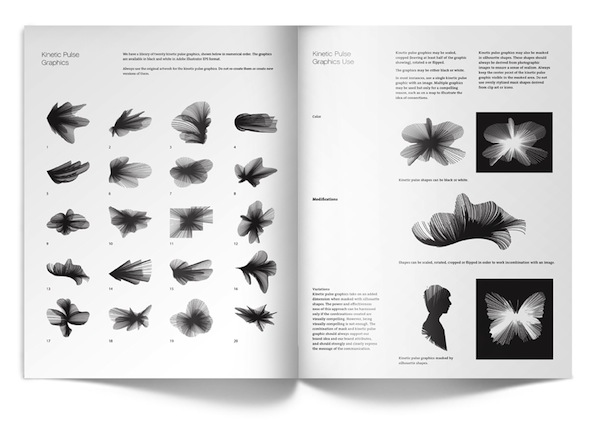 Kinetic Pulse
Graphics
We have a library of twenty kinetic pulse graphics, shown below in numerical order. The graphics
are available in black and white in Adobe Illustrator EPS format.
Always use the original artwork for the kinetic pulse graphics. Do not re-create them or create new
versions of them.
1
2
3
4
5
6
7
8
9
10
11
12
13
14
15
16
17
18
19
20
Kinetic Pulse
Graphics Use
Kinetic pulse graphics may be scaled,
cropped (leaving at least half of the graphic
showing), rotated or flipped.
The graphics may be either black or white.
In most instances, use a single kinetic pulse
graphic with an image. Multiple graphics
may be used but only for a compelling
reason, such as on a map to illustrate the
idea of connections.
Kinetic pulse graphics may also be masked
in silhouette shapes. These shapes should
always be derived from photographic
images to ensure a sense of realism. Always
keep the center point of the kinetic pulse
graphic visible in the masked area. Do not
use overly stylized mask shapes
from clip art or icons.
Color
Kinetic pulse shapes can be black or white.
Modifications
Shapes can be scaled, rotated, cropped or flipped in order to work in combination with an image.
Variations
Kinetic pulse graphics take on an added
dimension when masked with silhouette
shapes. The power and effectiveness
of this approach can be harnessed
only if the combinations created are
visually compelling. However, being
visually compelling is not enough. The
combination of mask and kinetic pulse
graphic should always support our
brand idea and our brand attributes,
and should strongly and clearly express
the message of the communication.
Kinetic pulse graphics masked by
silhouette shapes.